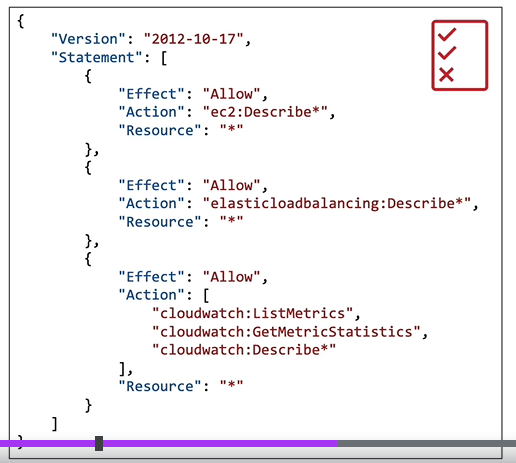 {
"Version": "2012-10-17",
"Statement": [
{
"Effect": "Allow",
"Action": "ec2:Describe*",
"Resource": "*"
},
{
"Effect": "Allow",
"Action": "elasticloadbalancing:Describe*",
"Resource": "*"
},
{
"Effect": "Allow",
"Action": [
"cloudwatch:ListMetrics",
"cloudwatch:GetMetricStatistics",
"cloudwatch:Describe*"
],
"Resource": "*"
}
]
}